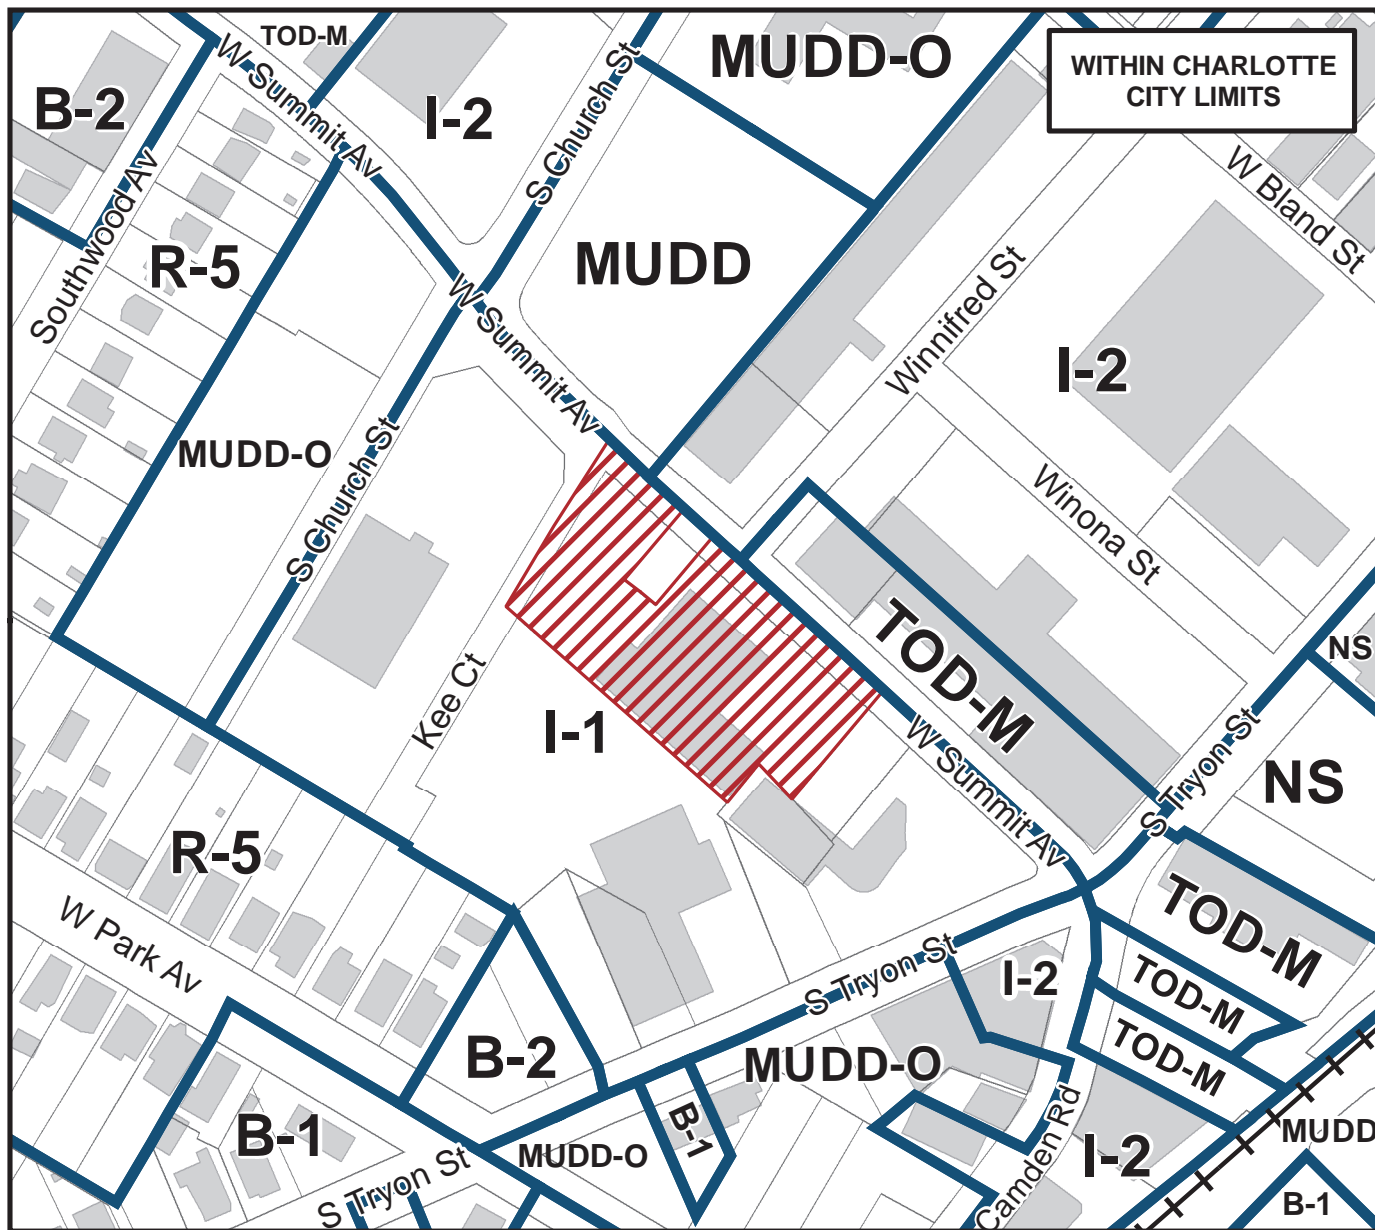 TOD-M
MUDD-O
WITHIN CHARLOTTE
CITY LIMITS
B-2
W Summit Av
I-2
S Church St
W Bland St
Southwood Av
R-5
MUDD
Winnifred St
W Summit Av
I-2
MUDD-O
S Church St
Winona St
TOD-M
NS
Kee Ct
I-1
W Summit Av
S Tryon St
NS
R-5
TOD-M
W Park Av
S Tryon St
I-2
TOD-M
B-2
MUDD-O
TOD-M
B-1
B-1
MUDD-O
Camden Rd
I-2
MUDD
S Tryon St
B-1